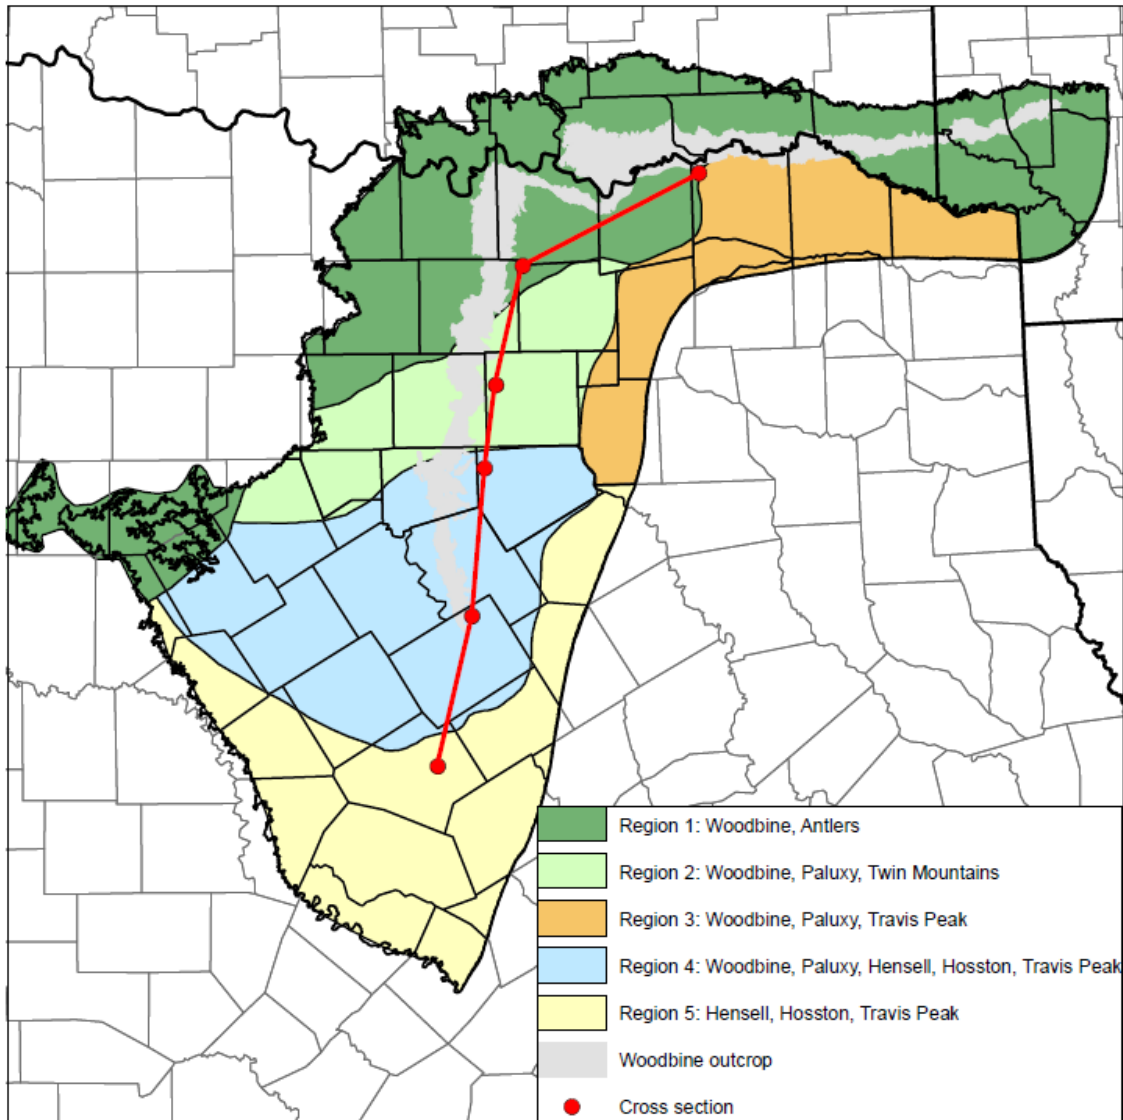 Region 1: Woodbine, Antlers
Region 2: Woodbine, Paluxy, Twin Mountains
Region 3: Woodbine, Paluxy, Travis Peak
Region 4: Woodbine, Paluxy, Hensell, Hosston, Travis Peak
Region 5: Hensell, Hosston, Travis Peak
Woodbine outcrop
Cross section